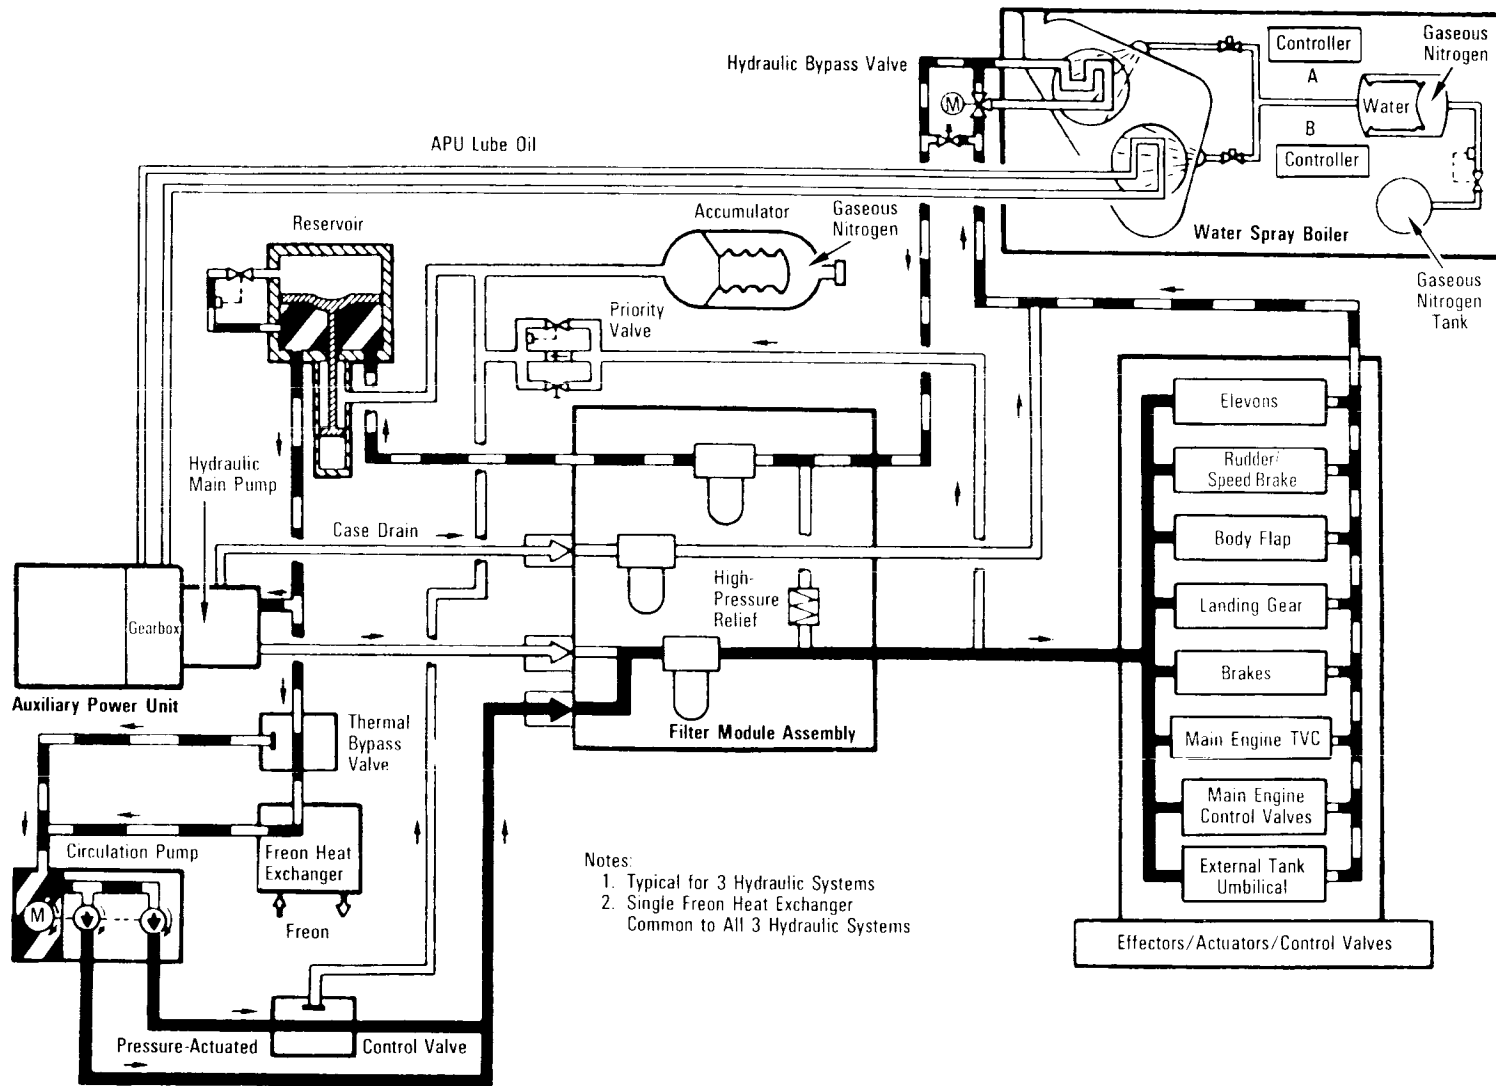 Hydraulic Bypass Valve
M
Controller
A
B
Controller
Gaseous
Nitrogen
Water
Water Spray Boiler
Gaseous
Nitrogen
Tank
APU Lube Oil
Reservoir
Accumulator
Gaseous
Nitrogen
Priority
Valve
Hydraulic
Main Pump
Case Drain
High-
Pressure
Relief
Gearbox
Auxiliary Power Unit
Filter Module Assembly
Thermal
Bypass
Valve
Circulation Pump
Freon Heat
Exchanger
Freon
M
Pressure-Actuated Control Valve
Notes:
1. Typical for 3 Hydraulic Systems
2. Single Freon Heat Exchanger
Common to All 3 Hydraulic Systems
Elevons
Rudder/
Speed Brake
Body Flap
Landing Gear
Brakes
Main Engine TVC
Main Engine
Control Valves
External Tank
Umbilical
Effectors/Actuators/Control Valves